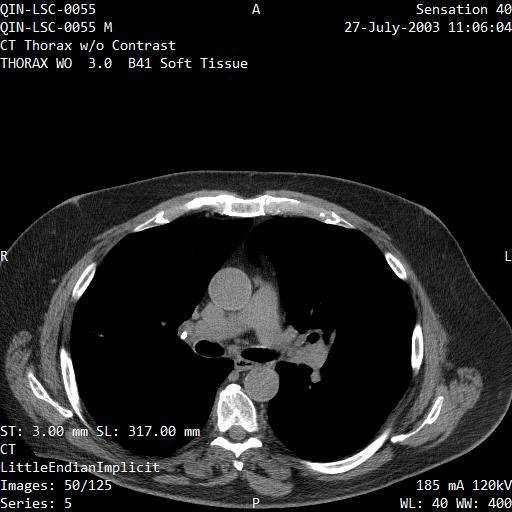 QIN-LSC-0055
A
Sensation 40
QIN-LSC-0055 M
27-July-2003 11:06:04
CT Thorax w/o Contrast
THORAX WO  3.0  B41 Soft Tissue
R
L
ST: 3.00 mm SL: 317.00 mm
CT
LittleEndianImplicit
Images: 50/125
185 mA 120kV
Series: 5
P
WL: 40 WW: 400